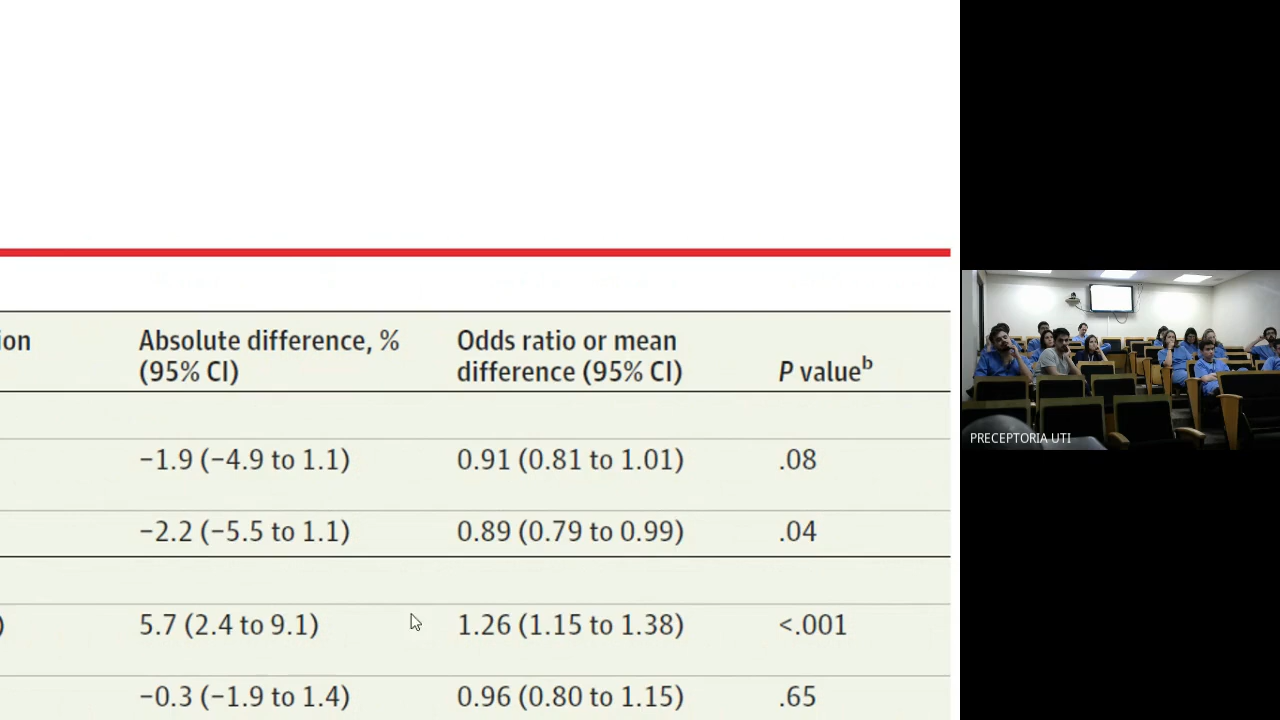 ion Absolute difference, % Odds ratio or mean
(95% CI) difference (95% CI) P valueᵇ
−1.9 (−4.9 to 1.1) 0.91 (0.81 to 1.01) .08
−2.2 (−5.5 to 1.1) 0.89 (0.79 to 0.99) .04
) 5.7 (2.4 to 9.1) 1.26 (1.15 to 1.38) <.001
−0.3 (−1.9 to 1.4) 0.96 (0.80 to 1.15) .65
PRECEPTORIA UTI